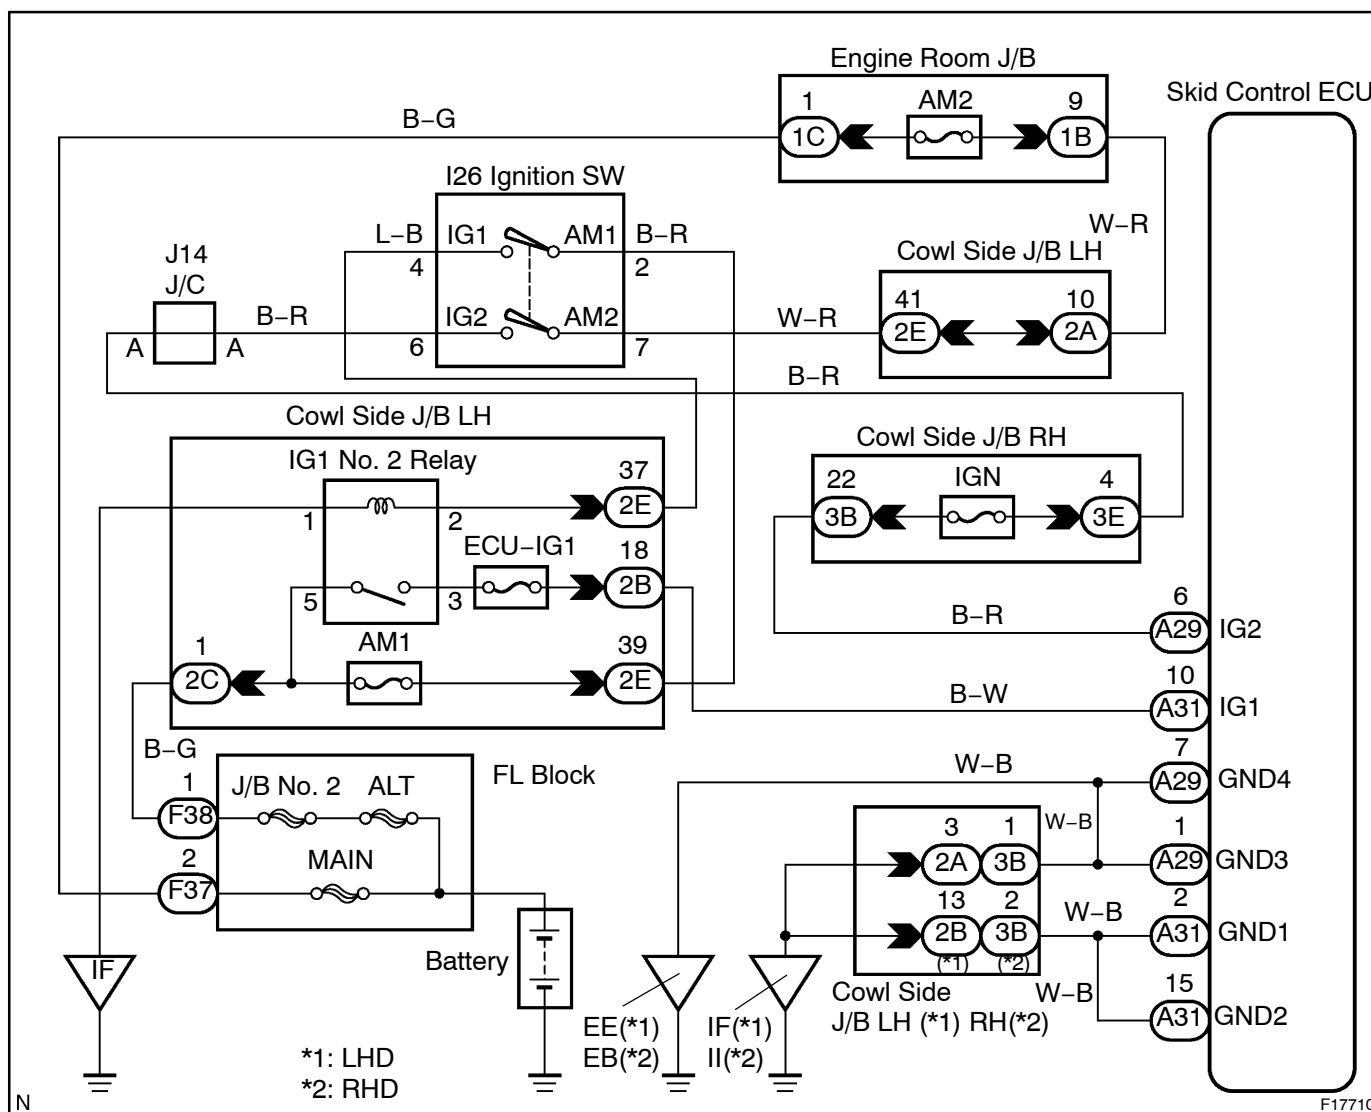 Engine Room J/B
Skid Control ECU
1
AM2
9
1C
1B
B-G
I26 Ignition SW
W-R
L-B
IG1
AM1
B-R
4
2
J14
J/C
Cowl Side J/B LH
41
10
B-R
IG2
AM2
W-R
2E
2A
A
A
6
7
B-R
Cowl Side J/B LH
Cowl Side J/B RH
IG1 No. 2 Relay
37
22
IGN
4
2E
3B
3E
1
2
ECU-IG1
18
2B
5
3
6
B-R
A29
IG2
1
AM1
39
2C
2E
10
B-W
A31
IG1
B-G
7
W-B
A29
GND4
1
J/B No. 2
ALT
FL Block
F38
3
1
W-B
1
2A
3B
A29
GND3
2
MAIN
F37
13
2
W-B
2
2B
3B
A31
GND1
(*1)
(*2)
IF
Battery
15
W-B
A31
GND2
Cowl Side
J/B LH (*1) RH(*2)
EE(*1)
EB(*2)
IF(*1)
II(*2)
*1: LHD
*2: RHD
N
F17710